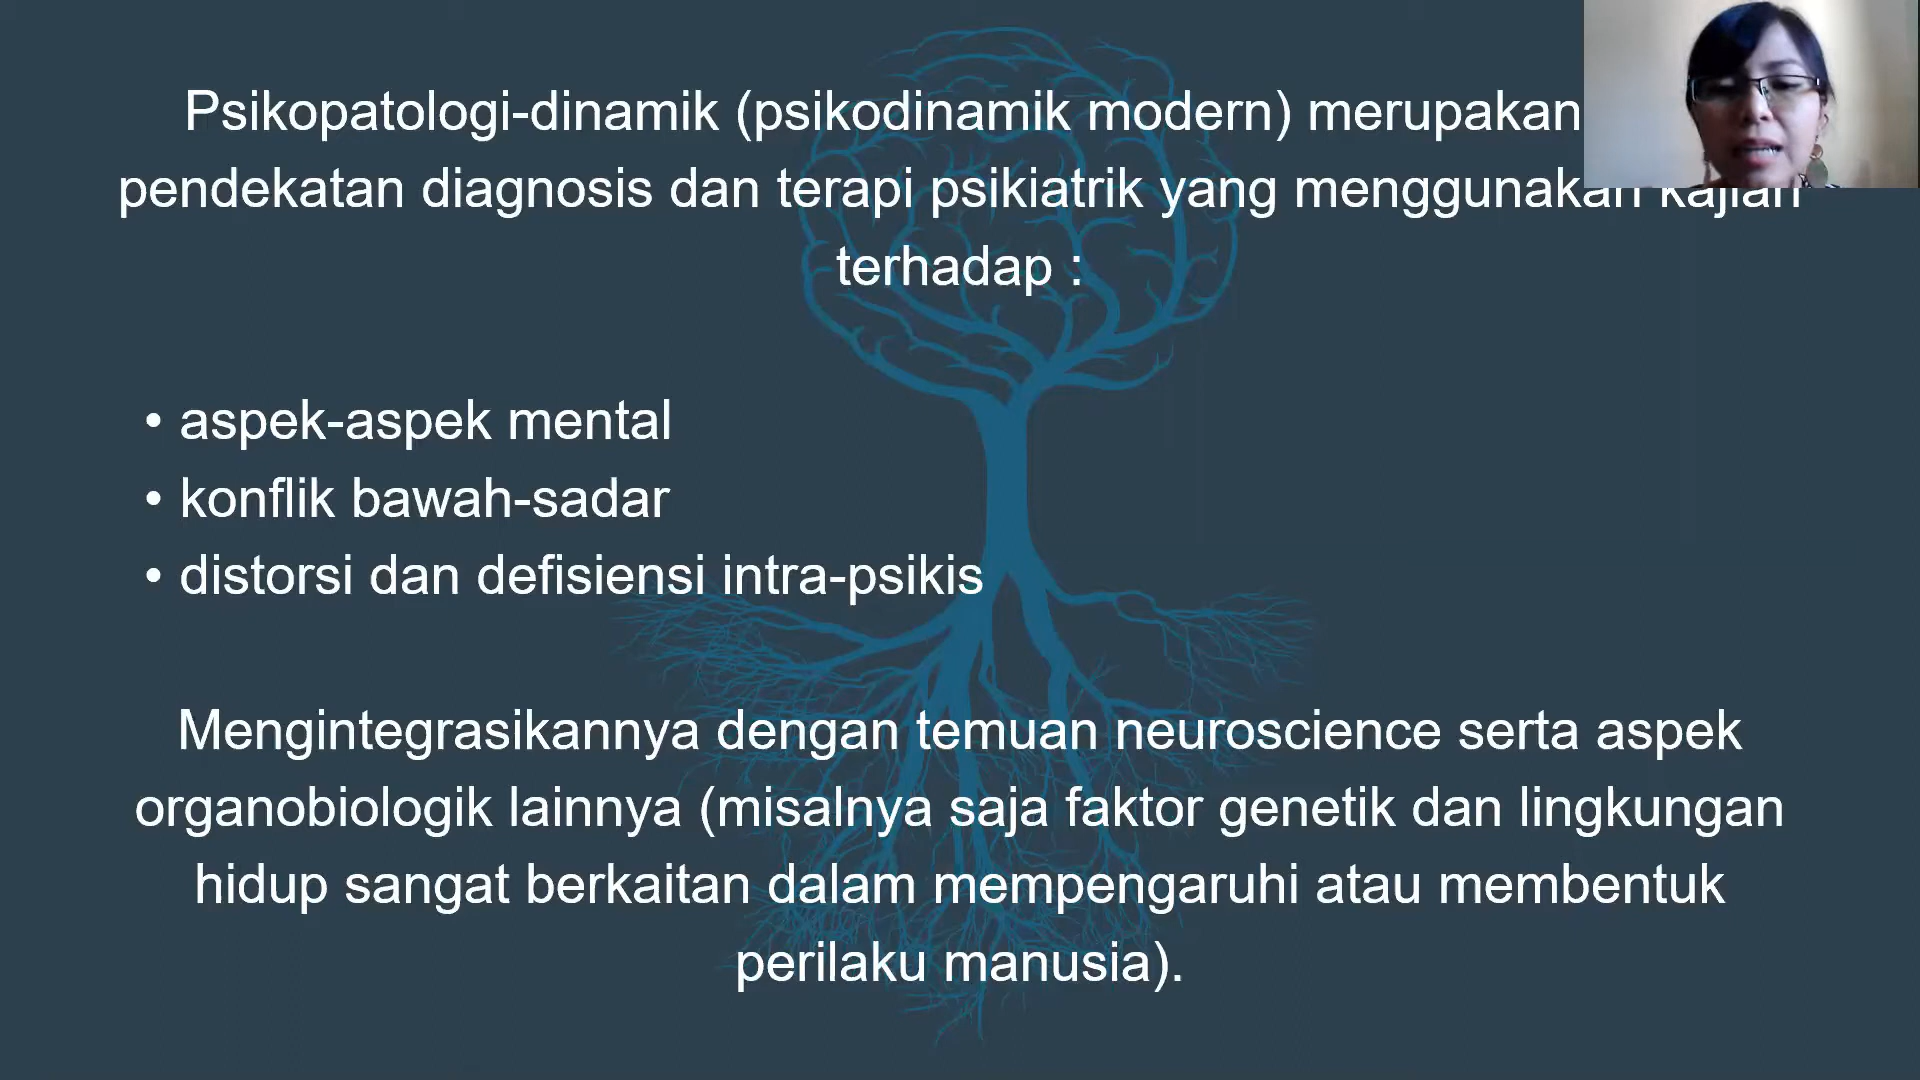 Psikopatologi-dinamik (psikodinamik modern) merupakan
pendekatan diagnosis dan terapi psikiatrik yang menggunakan kajian
terhadap :
• aspek-aspek mental
• konflik bawah-sadar
• distorsi dan defisiensi intra-psikis
Mengintegrasikannya dengan temuan neuroscience serta aspek
organobiologik lainnya (misalnya saja faktor genetik dan lingkungan
hidup sangat berkaitan dalam mempengaruhi atau membentuk
perilaku manusia).